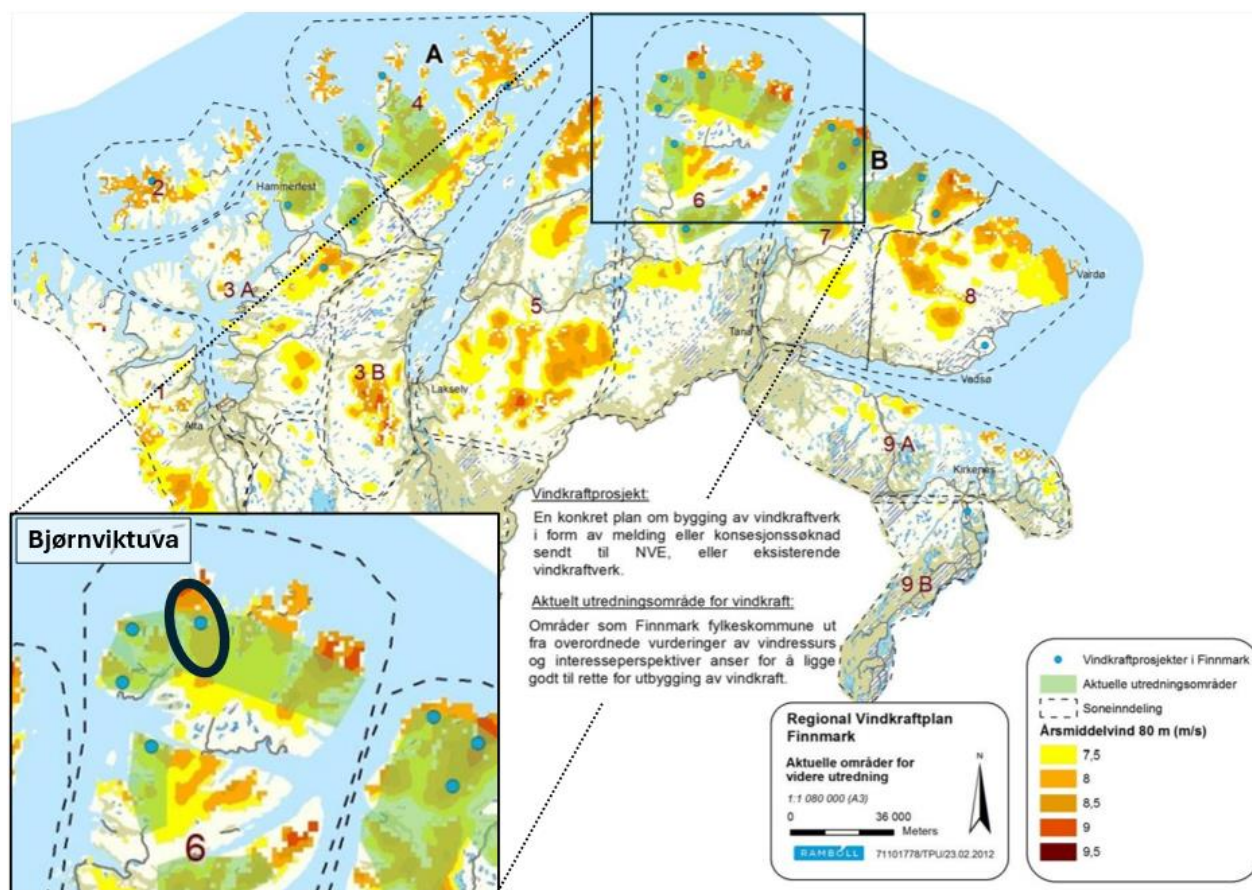 A
4
2
Hammerfest
B
6
7
Vardø
3 A
8
5
Tana
Vadsø
3 B
1
Lakselv
Alta
9 A
Kirkenes
9 B
Vindkraftprosjekt:
En konkret plan om bygging av vindkraftverk
i form av melding eller konsesjonssøknad
sendt til NVE, eller eksisterende
vindkraftverk.
Aktuelt utredningsområde for vindkraft:
Områder som Finnmark fylkeskommune ut
fra overordnede vurderinger av vindressurs
og interesseperspektiver anser for å ligge
godt til rette for utbygging av vindkraft.
Bjørnviktuva
6
Regional Vindkraftplan
Finnmark
Aktuelle områder for
videre utredning
N
1:1 080 000 (A3)
0 36 000
Meters
RAMBOLL 71101778/TPU/23.02.2012
Vindkraftprosjekter i Finnmark
Aktuelle utredningsområder
Soneinndeling
Årsmiddelvind 80 m (m/s)
7,5
8
8,5
9
9,5